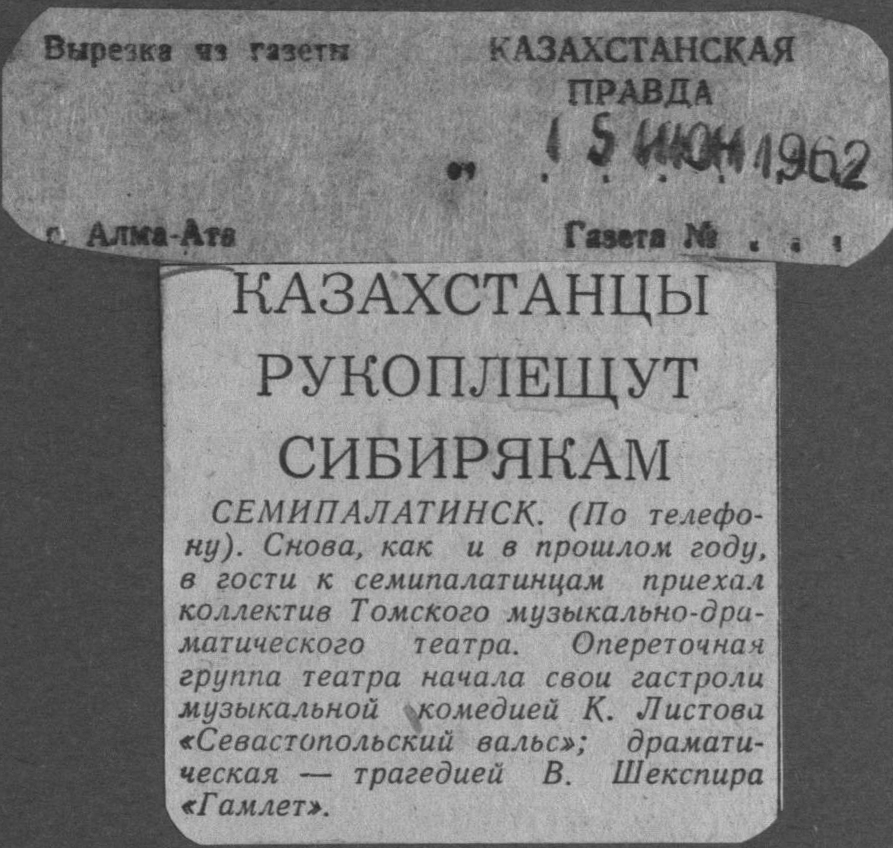 Вырезка из газеты
КАЗАХСТАНСКАЯ
ПРАВДА
от 15 ИЮН 1962
г. Алма-Ата
Газета № . . .
КАЗАХСТАНЦЫ
РУКОПЛЕЩУТ
СИБИРЯКАМ
СЕМИПАЛАТИНСК. (По телефо-
ну). Снова, как и в прошлом году,
в гости к семипалатинцам приехал
коллектив Томского музыкально-дра-
матического театра. Опереточная
группа театра начала свои гастроли
музыкальной комедией К. Листова
«Севастопольский вальс»; драмати-
ческая — трагедией В. Шекспира
«Гамлет».